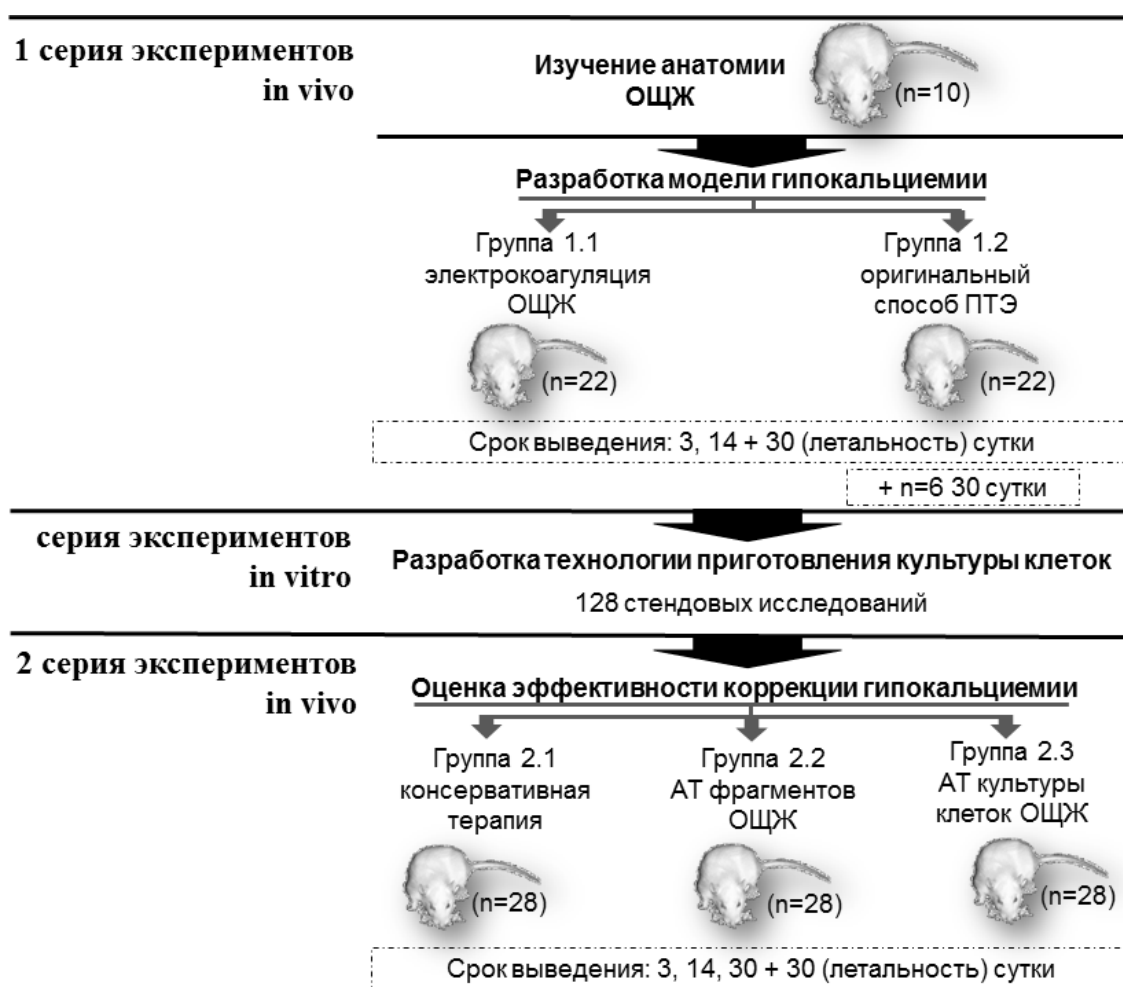 1 серия экспериментов
in vivo
Изучение анатомии
ОЩЖ
(n=10)
Разработка модели гипокальциемии
Группа 1.1
электрокоагуляция
ОЩЖ
(n=22)
Группа 1.2
оригинальный
способ ПТЭ
(n=22)
Срок выведения: 3, 14 + 30 (летальность) сутки
+ n=6 30 сутки
серия экспериментов
in vitro
Разработка технологии приготовления культуры клеток
128 стендовых исследований
2 серия экспериментов
in vivo
Оценка эффективности коррекции гипокальциемии
Группа 2.1
консервативная
терапия
(n=28)
Группа 2.2
АТ фрагментов
ОЩЖ
(n=28)
Группа 2.3
АТ культуры
клеток ОЩЖ
(n=28)
Срок выведения: 3, 14, 30 + 30 (летальность) сутки